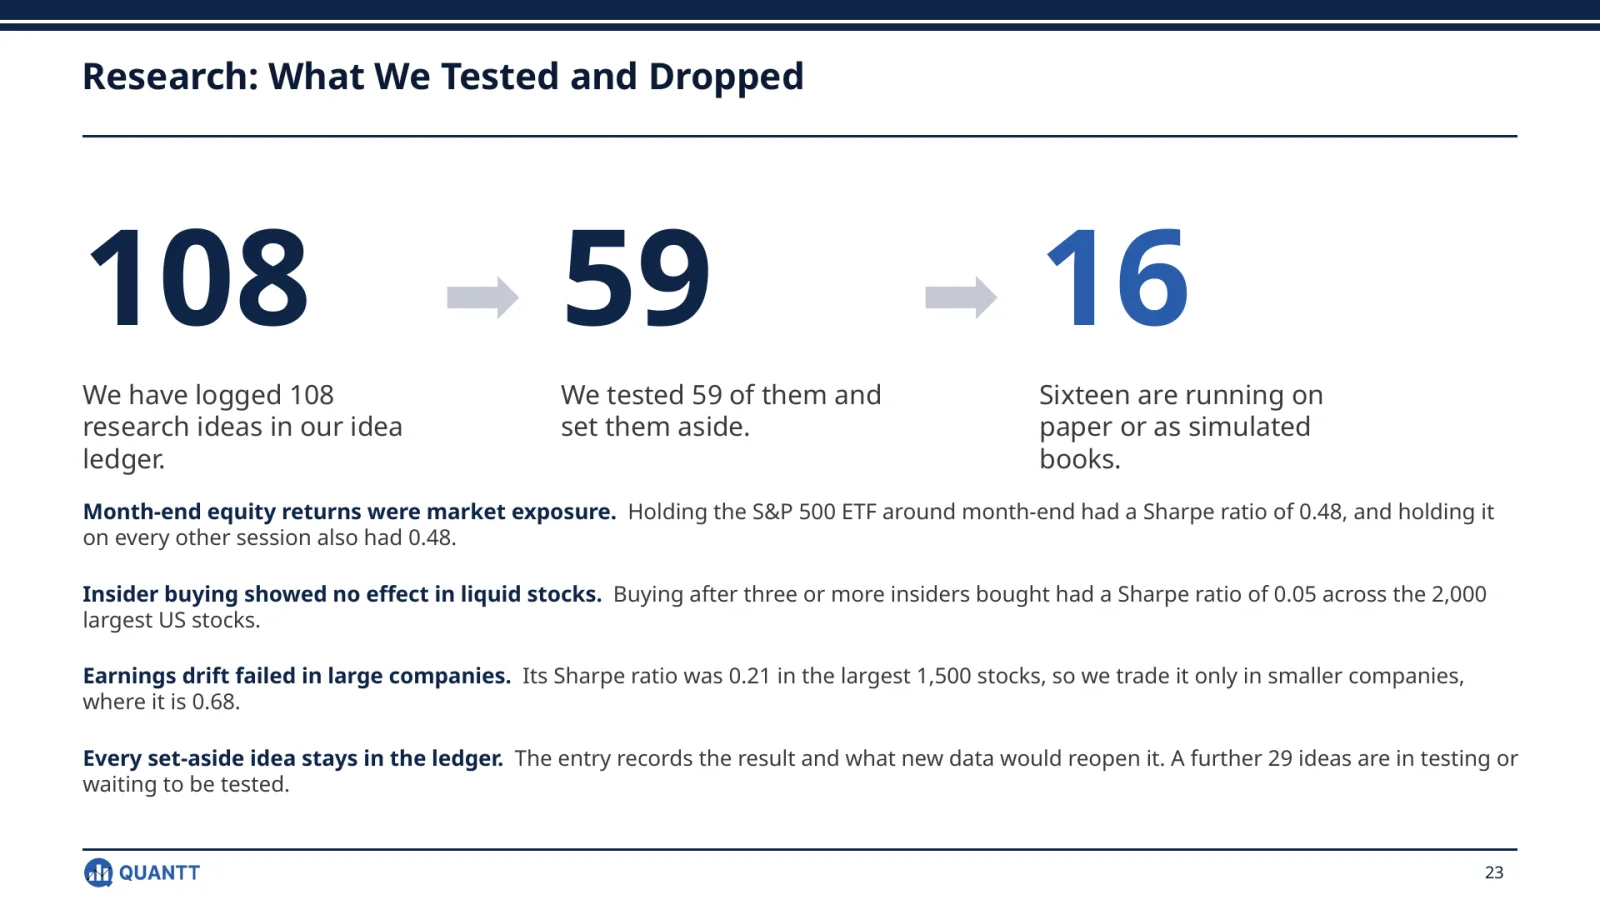 Research: What We Tested and Dropped
108
59
16
We have logged 108
research ideas in our idea
ledger.
We tested 59 of them and
set them aside.
Sixteen are running on
paper or as simulated
books.
Month-end equity returns were market exposure. Holding the S&P 500 ETF around month-end had a Sharpe ratio of 0.48, and holding it
on every other session also had 0.48.
Insider buying showed no effect in liquid stocks. Buying after three or more insiders bought had a Sharpe ratio of 0.05 across the 2,000
largest US stocks.
Earnings drift failed in large companies. Its Sharpe ratio was 0.21 in the largest 1,500 stocks, so we trade it only in smaller companies,
where it is 0.68.
Every set-aside idea stays in the ledger. The entry records the result and what new data would reopen it. A further 29 ideas are in testing or
waiting to be tested.
QUANTT
23